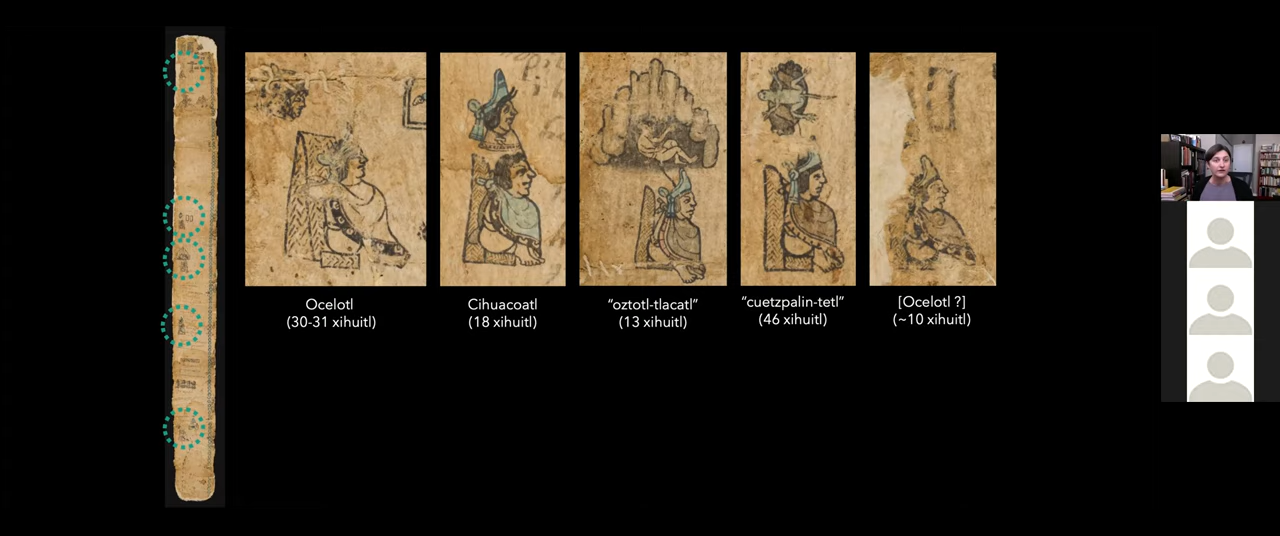 Ocelotl
(30-31 xihuitl)
Cihuacoatl
(18 xihuitl)
“oztotl-tlacatl”
(13 xihuitl)
“cuetzpalin-tetl”
(46 xihuitl)
[Ocelotl ?]
(~10 xihuitl)